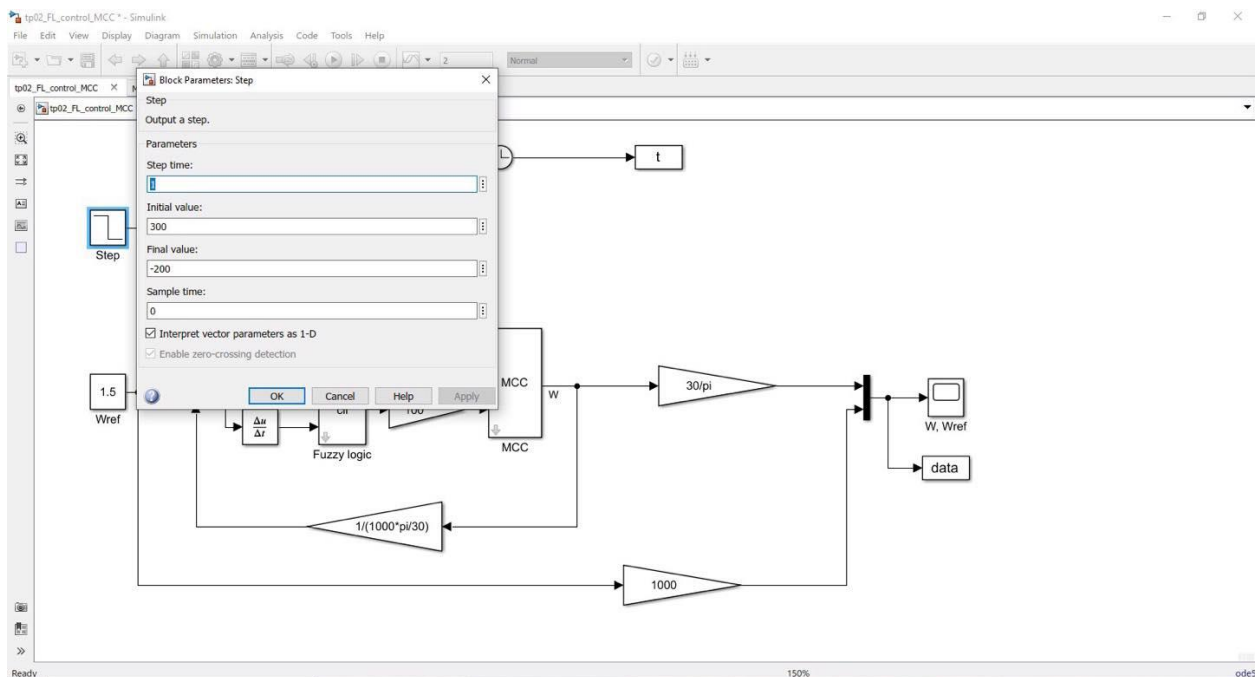 tp02_FL_control_MCC * - Simulink
File Edit View Display Diagram Simulation Analysis Code Tools Help
2
Normal
tp02_FL_control_MCC
tp02_FL_control_MCC
Block Parameters: Step
Step
Output a step.
Parameters
Step time:
1
Initial value:
300
Final value:
-200
Sample time:
0
Interpret vector parameters as 1-D
Enable zero-crossing detection
OK Cancel Help Apply
t
Step
1.5
Wref
Δu
Δt
Fuzzy logic
100
MCC
W
MCC
30/pi
W, Wref
data
1/(1000*pi/30)
1000
Ready 150%